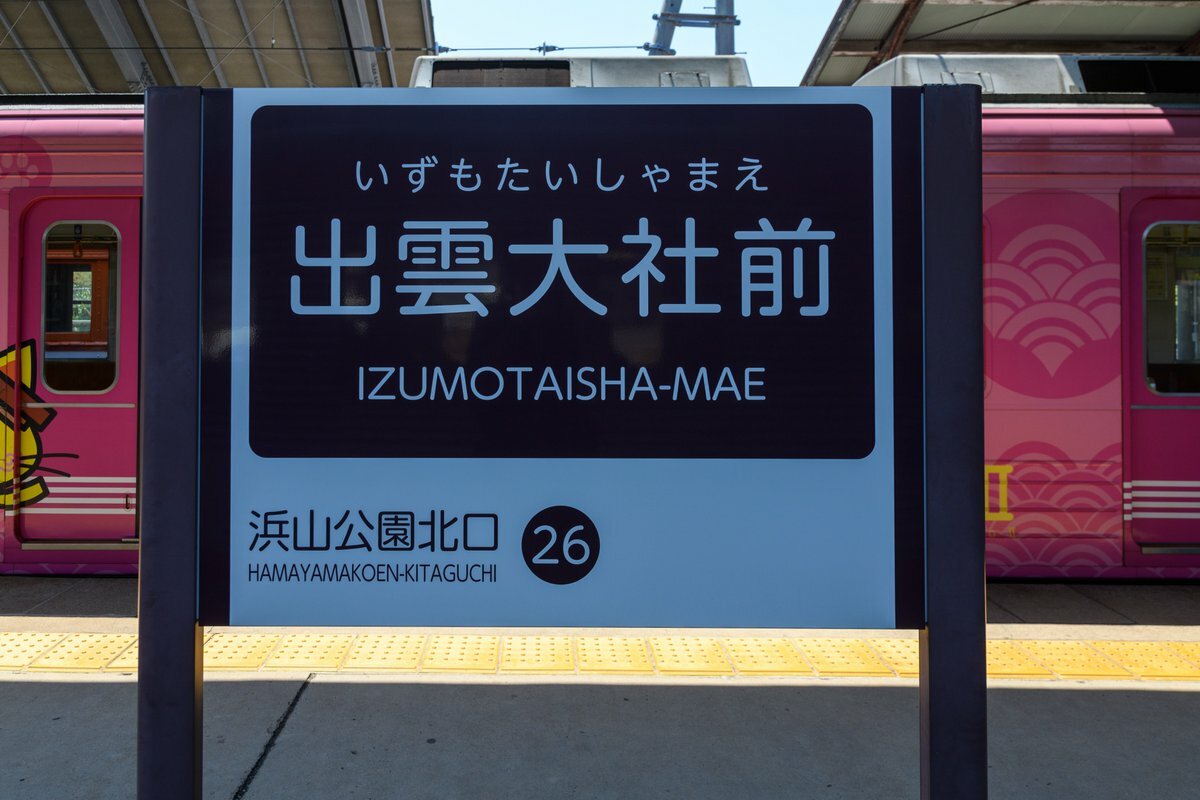 いずもたいしゃまえ
出雲大社前
IZUMOTAISHA-MAE
浜山公園北口
HAMAYAMAKOEN-KITAGUCHI
26